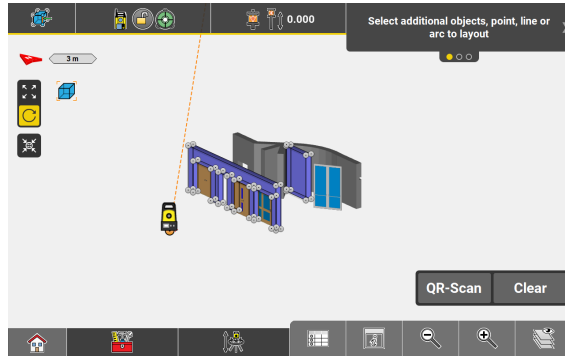 0.000
Select additional objects, point, line or
arc to layout
3 m
QR-Scan
Clear